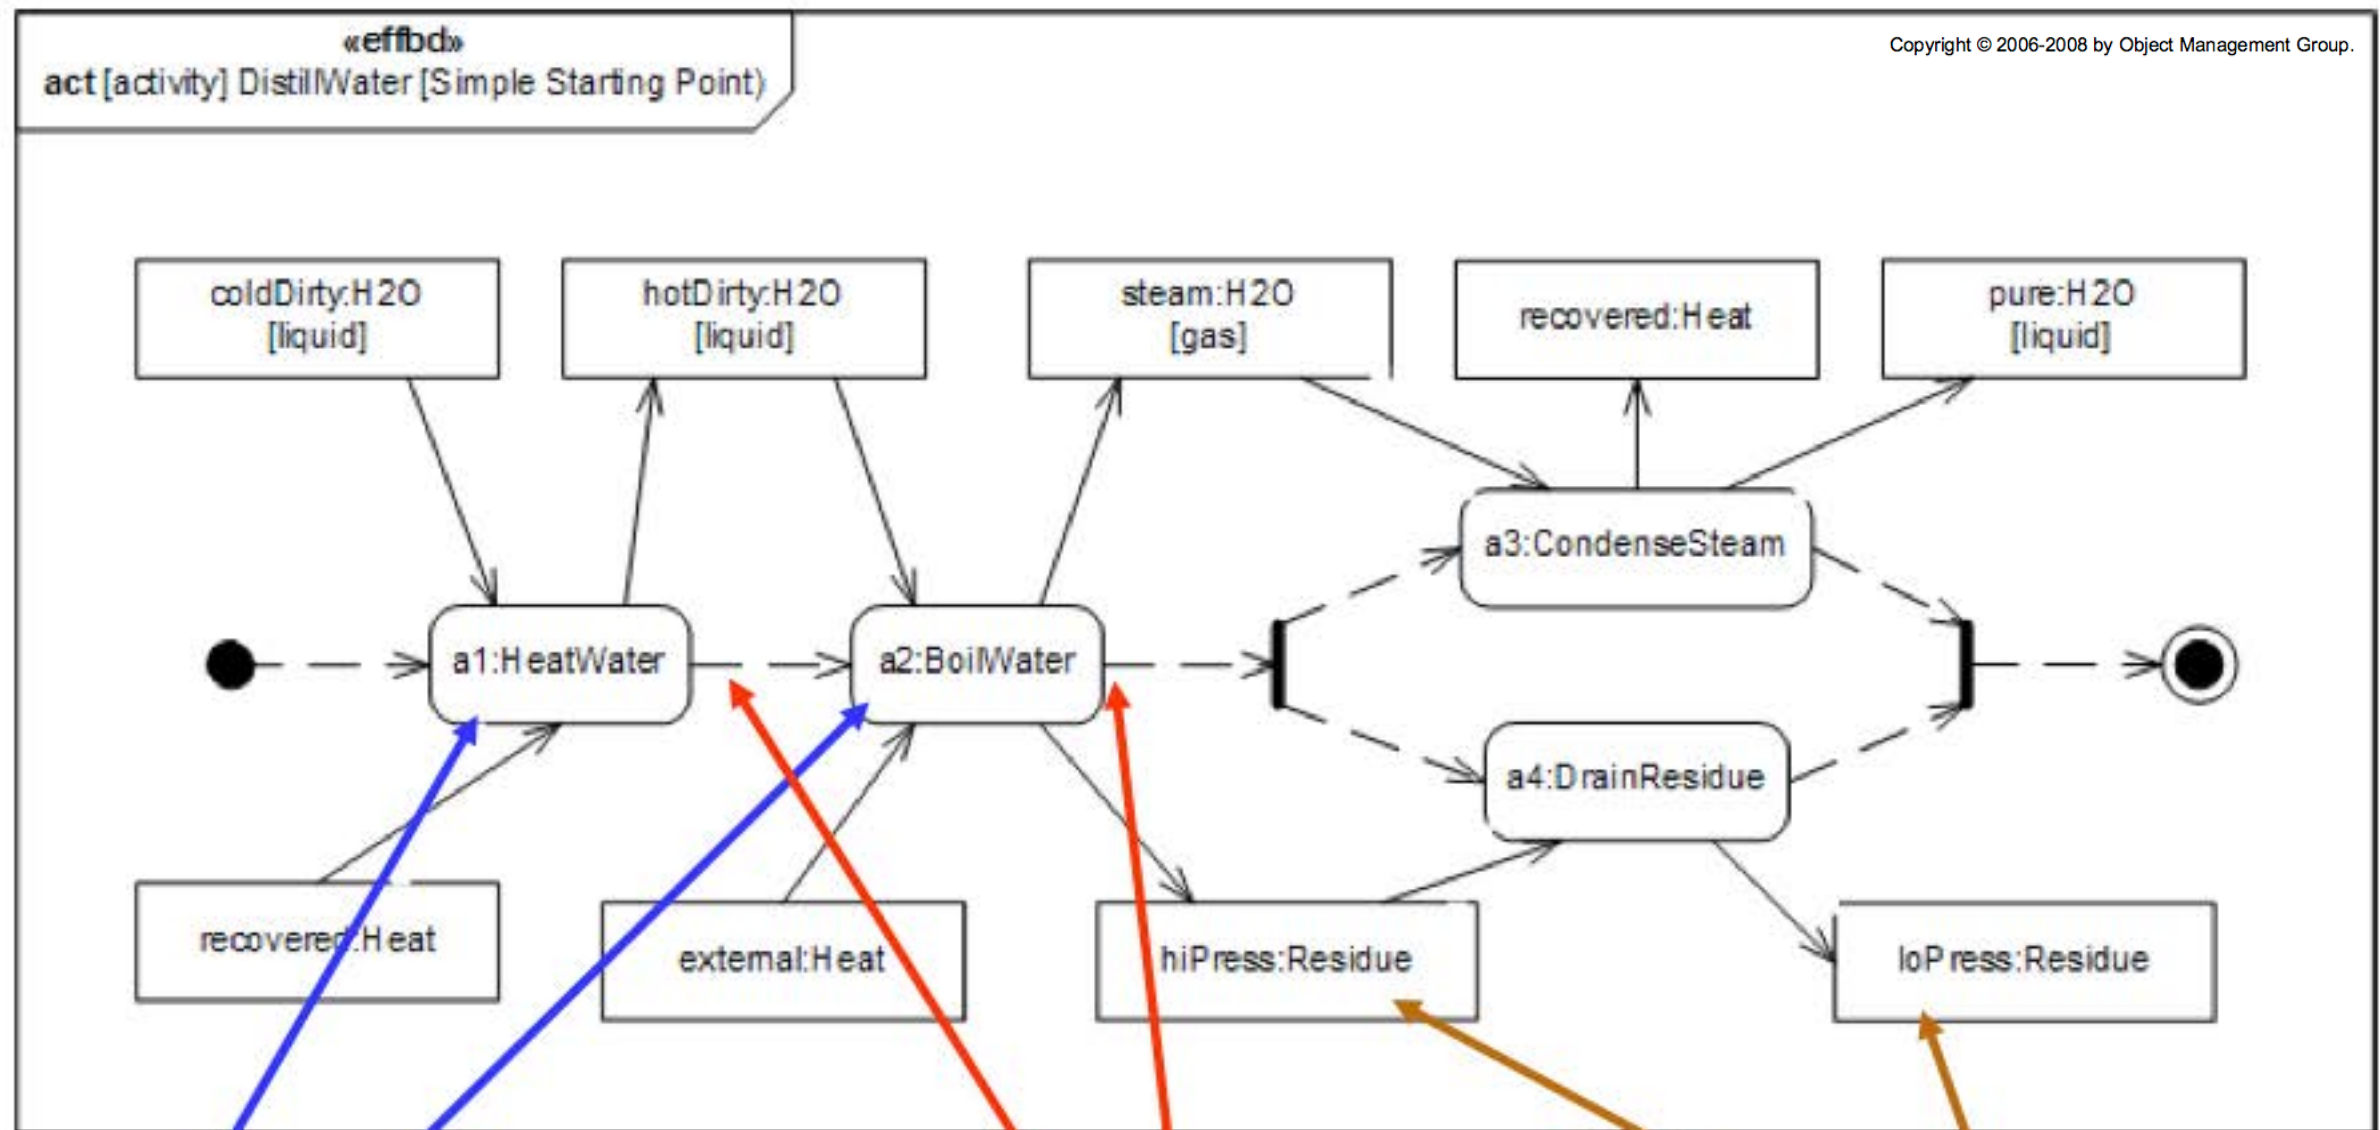 «effbd»
act [activity] DistillWater [Simple Starting Point)
Copyright © 2006-2008 by Object Management Group.
coldDirty:H2O
[liquid]
hotDirty:H2O
[liquid]
steam:H2O
[gas]
recovered:Heat
pure:H2O
[liquid]
a3:CondenseSteam
a1:HeatWater
a2:BoilWater
a4:DrainResidue
recovered:Heat
external:Heat
hiPress:Residue
loPress:Residue